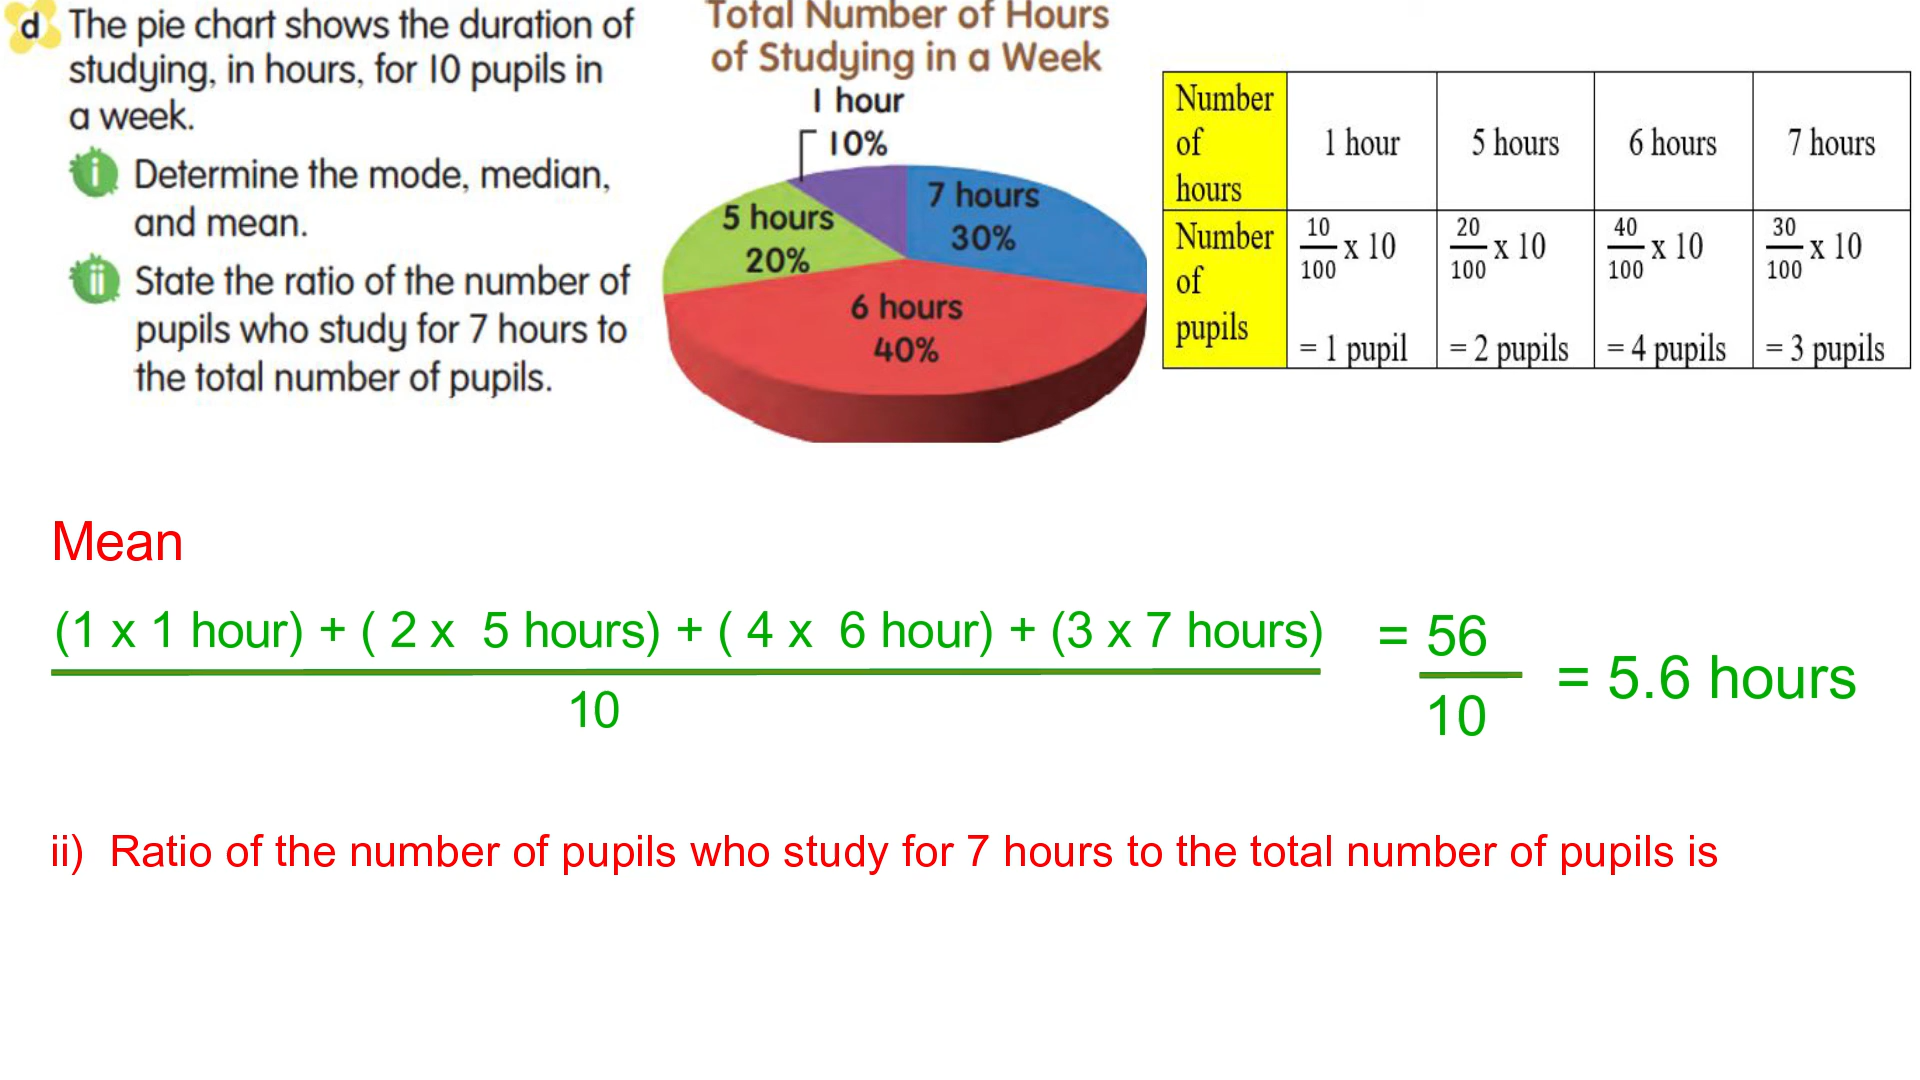 d The pie chart shows the duration of
studying, in hours, for 10 pupils in
a week.
i Determine the mode, median,
and mean.
ii State the ratio of the number of
pupils who study for 7 hours to
the total number of pupils.
Total Number of Hours
of Studying in a Week
1 hour
10%
7 hours
30%
5 hours
20%
6 hours
40%
Number of hours 1 hour 5 hours 6 hours 7 hours
Number of pupils 10/100 x 10 20/100 x 10 40/100 x 10 30/100 x 10
= 1 pupil = 2 pupils = 4 pupils = 3 pupils
Mean
(1 x 1 hour) + ( 2 x 5 hours) + ( 4 x 6 hour) + (3 x 7 hours) = 56
10 10 = 5.6 hours
ii) Ratio of the number of pupils who study for 7 hours to the total number of pupils is